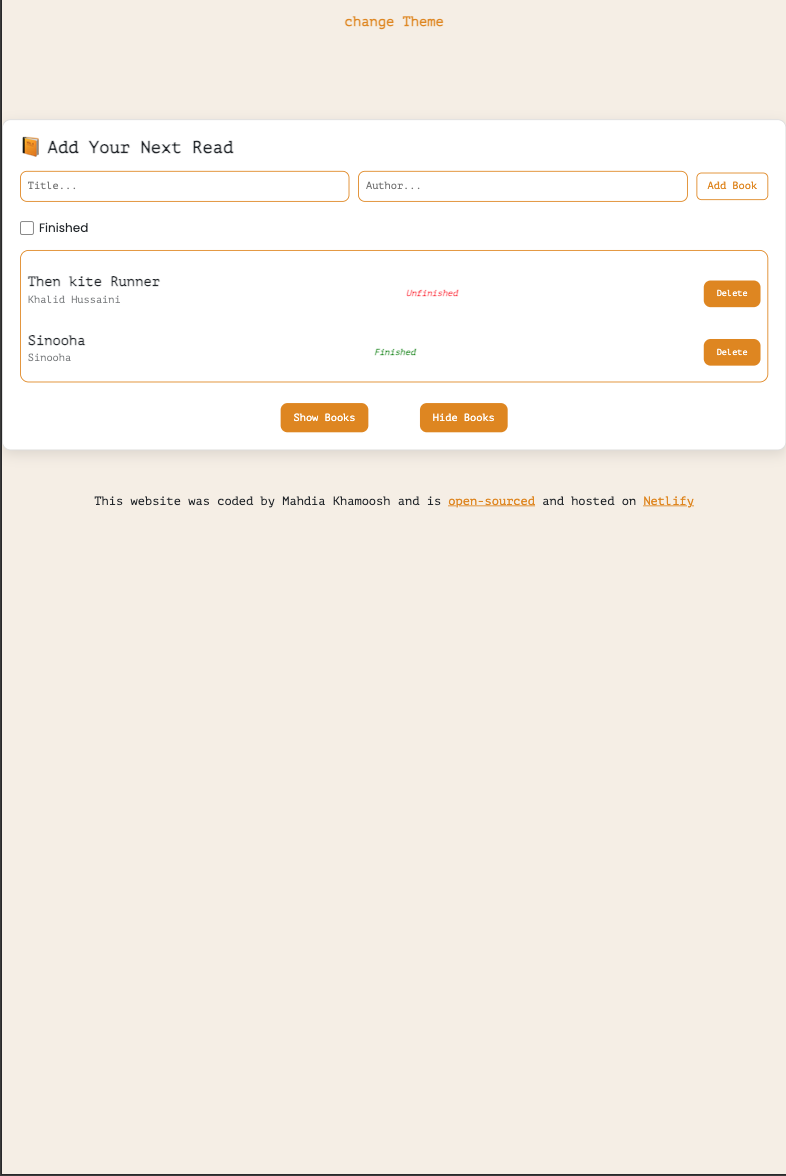 change Theme
Add Your Next Read
Title... Author... Add Book
Finished
Then kite Runner
Khalid Hussaini
Unfinished
Delete
Sinooha
Sinooha
Finished
Delete
Show Books Hide Books
This website was coded by Mahdia Khamoosh and is open-sourced and hosted on Netlify